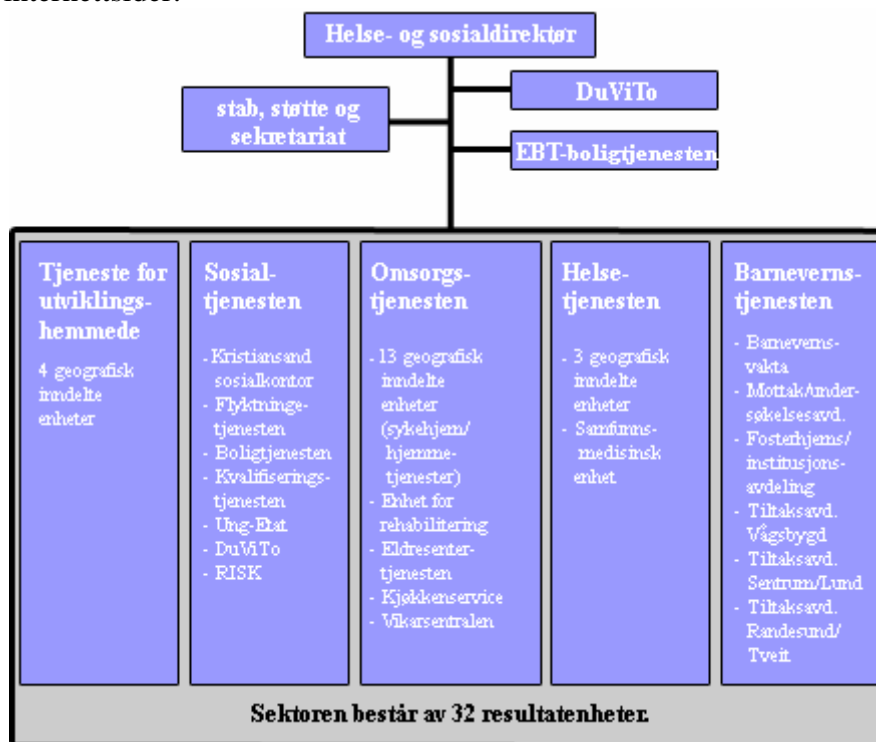 Helse- og sosialdirektør
DuViTo
stab, støtte og
sekretariat
EBT-boligtjenesten
Tjeneste for
utviklings-
hemmede
4 geografisk
inndelte
enheter
Sosial-
tjenesten
- Kristiansand
sosialkontor
- Flyktninge-
tjenesten
- Boligtjenesten
- Kvalifiserings-
tjenesten
- Ung-Etat
- DuViTo
- RISK
Omsorgs-
tjenesten
- 13 geografisk
inndelte
enheter
(sykehjem/
hjemme-
tjenester)
- Enhet for
rehabilitering
- Eldresenter-
tjenesten
- Kjøkkenservice
- Vikarsentralen
Helse-
tjenesten
- 3 geografisk
inndelte
enheter
- Samfunns-
medisinsk
enhet
Barneverns-
tjenesten
- Barneverns-
vakta
- Mottak/under-
søkelsesavd.
- Fosterhjems/
institusjons-
avdeling
- Tiltaksavd.
Vågsbygd
- Tiltaksavd.
Sentrum/Lund
- Tiltaksavd.
Randesund/
Tveit
Sektoren består av 32 resultatenheter.